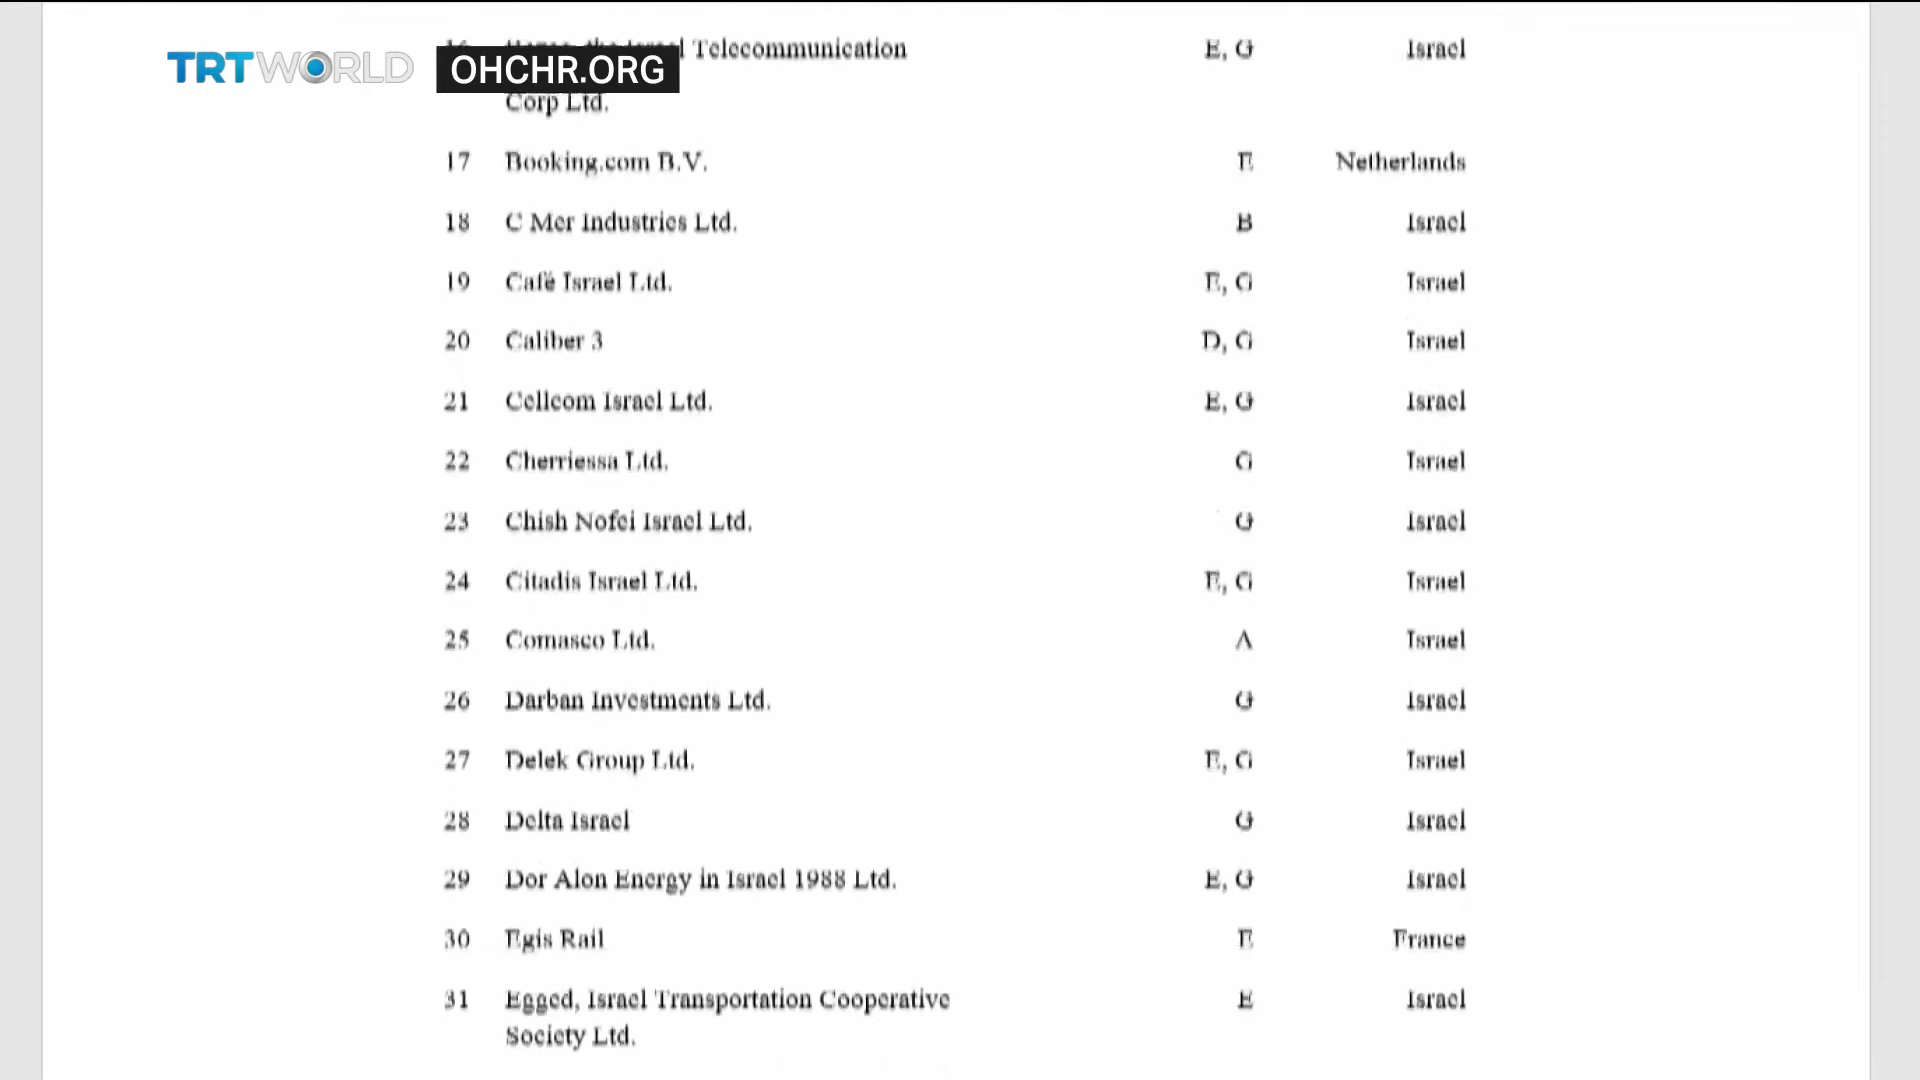 TRT WORLD
OHCHR.ORG
16 Telecommunication E, G Israel
Corp Ltd.
17 Booking.com B.V. E Netherlands
18 C Mer Industries Ltd. B Israel
19 Café Israel Ltd. E, G Israel
20 Caliber 3 D, G Israel
21 Cellcom Israel Ltd. E, G Israel
22 Cherriessa Ltd. G Israel
23 Chish Nofei Israel Ltd. G Israel
24 Citadis Israel Ltd. E, G Israel
25 Comasco Ltd. A Israel
26 Darban Investments Ltd. G Israel
27 Delek Group Ltd. E, G Israel
28 Delta Israel G Israel
29 Dor Alon Energy in Israel 1988 Ltd. E, G Israel
30 Egis Rail E France
31 Egged, Israel Transportation Cooperative E Israel
Society Ltd.